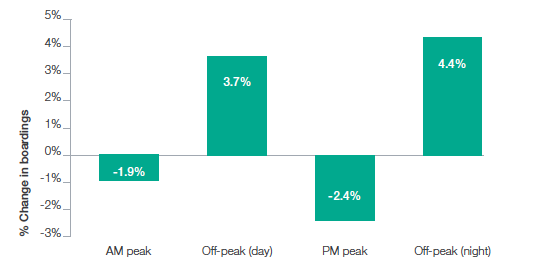 5%
4%
3%
2%
1%
0%
-1%
-2%
-3%
% Change in boardings
-1.9%
3.7%
-2.4%
4.4%
AM peak
Off-peak (day)
PM peak
Off-peak (night)